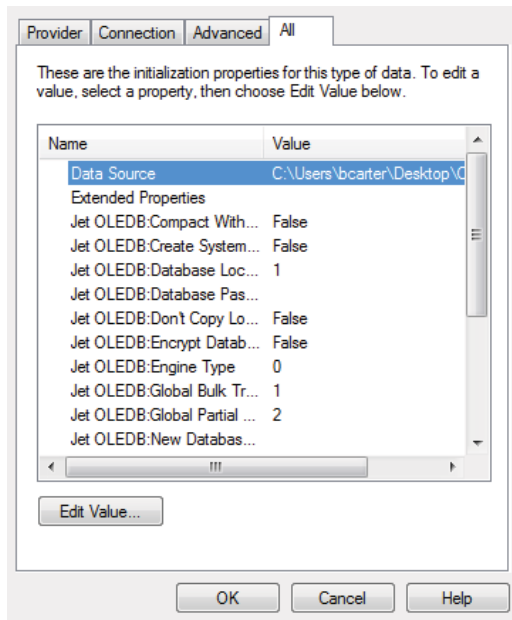 Provider Connection Advanced All
These are the initialization properties for this type of data. To edit a
value, select a property, then choose Edit Value below.
Name Value
Data Source C:\Users\bcarter\Desktop\C
Extended Properties
Jet OLEDB:Compact With... False
Jet OLEDB:Create System... False
Jet OLEDB:Database Loc... 1
Jet OLEDB:Database Pas...
Jet OLEDB:Don't Copy Lo... False
Jet OLEDB:Encrypt Datab... False
Jet OLEDB:Engine Type 0
Jet OLEDB:Global Bulk Tr... 1
Jet OLEDB:Global Partial ... 2
Jet OLEDB:New Databas...
Edit Value...
OK Cancel Help